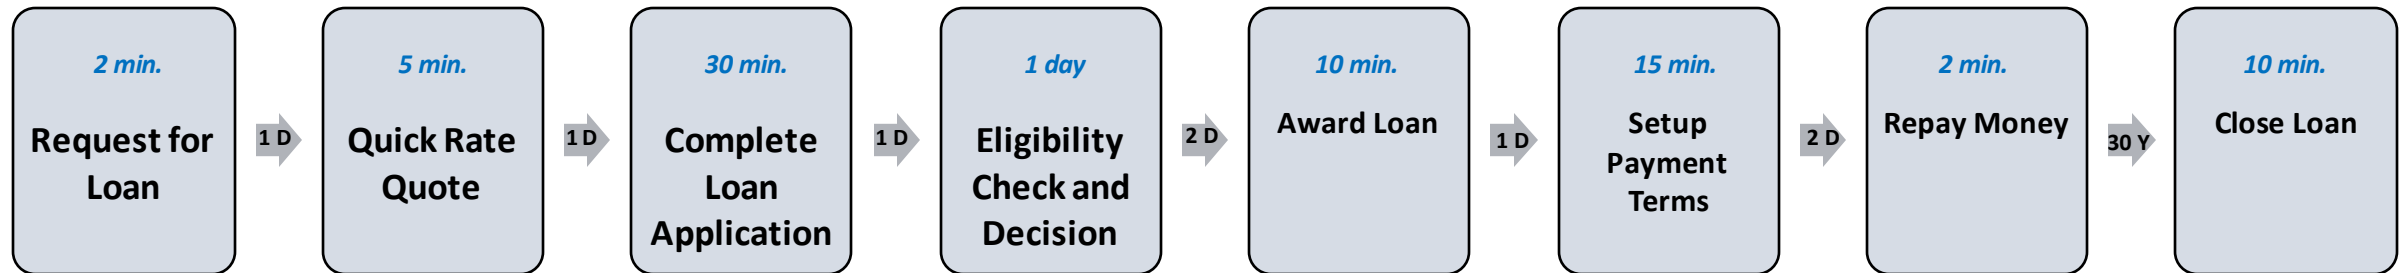 2 min.
Request for
Loan
1 D
5 min.
Quick Rate
Quote
1 D
30 min.
Complete
Loan
Application
1 D
1 day
Eligibility
Check and
Decision
2 D
10 min.
Award Loan
1 D
15 min.
Setup
Payment
Terms
2 D
2 min.
Repay Money
30 Y
10 min.
Close Loan